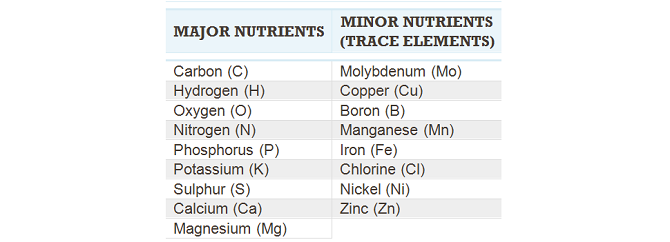 MAJOR NUTRIENTS MINOR NUTRIENTS
(TRACE ELEMENTS)
Carbon (C) Molybdenum (Mo)
Hydrogen (H) Copper (Cu)
Oxygen (O) Boron (B)
Nitrogen (N) Manganese (Mn)
Phosphorus (P) Iron (Fe)
Potassium (K) Chlorine (Cl)
Sulphur (S) Nickel (Ni)
Calcium (Ca) Zinc (Zn)
Magnesium (Mg)